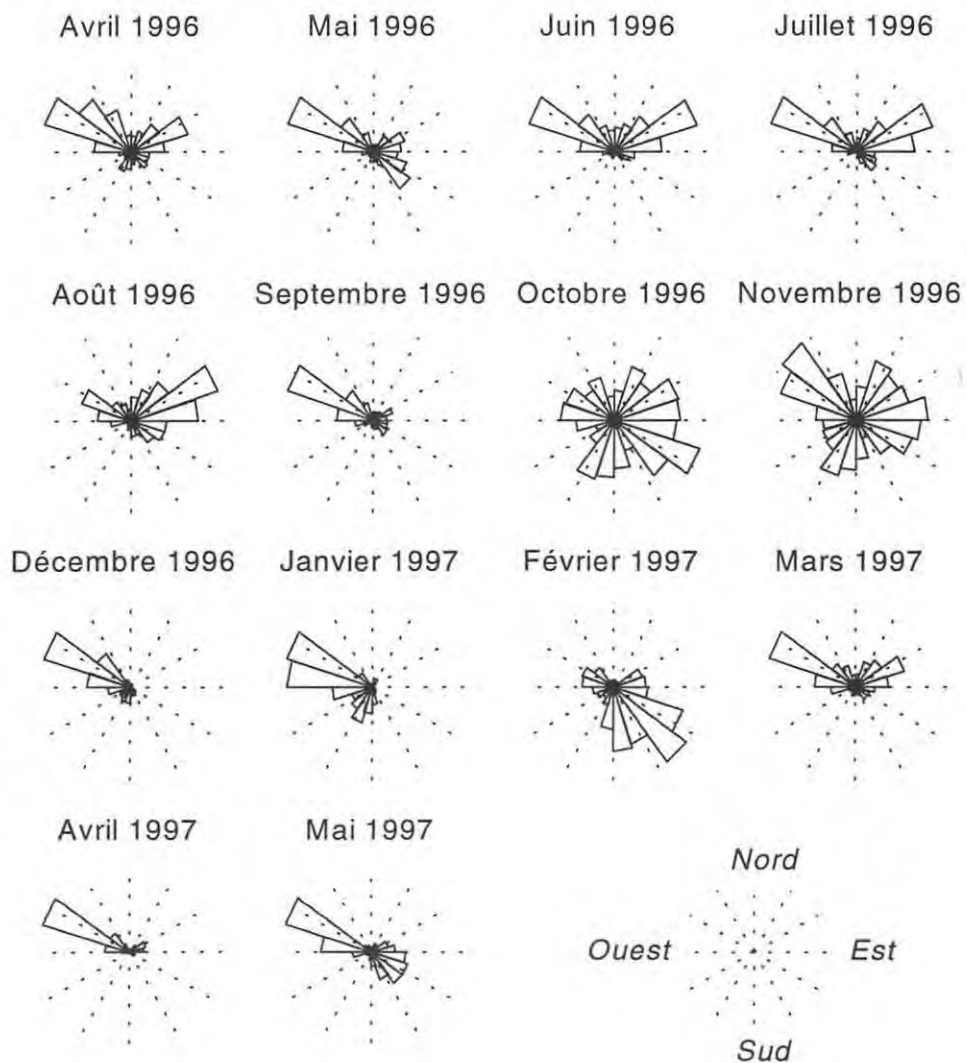 Avril 1996 Mai 1996 Juin 1996 Juillet 1996
Août 1996 Septembre 1996 Octobre 1996 Novembre 1996
Décembre 1996 Janvier 1997 Février 1997 Mars 1997
Avril 1997 Mai 1997
Nord
Ouest Est
Sud